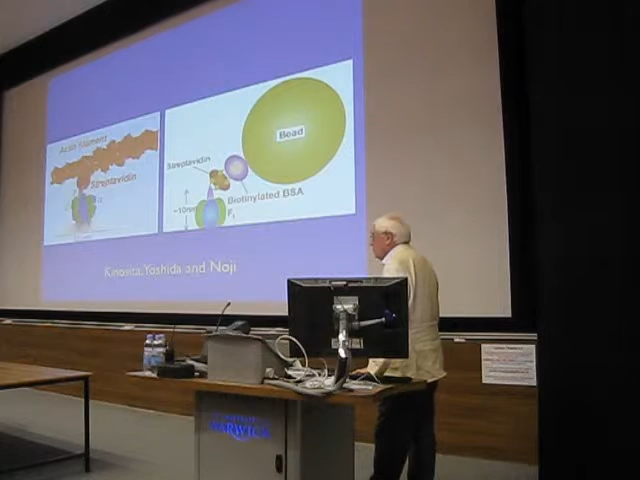 Actin filament
Streptavidin
Bead
Streptavidin
Biotinylated BSA
~10nm
F₁
Kinosita, Yoshida and Noji
WARWICK